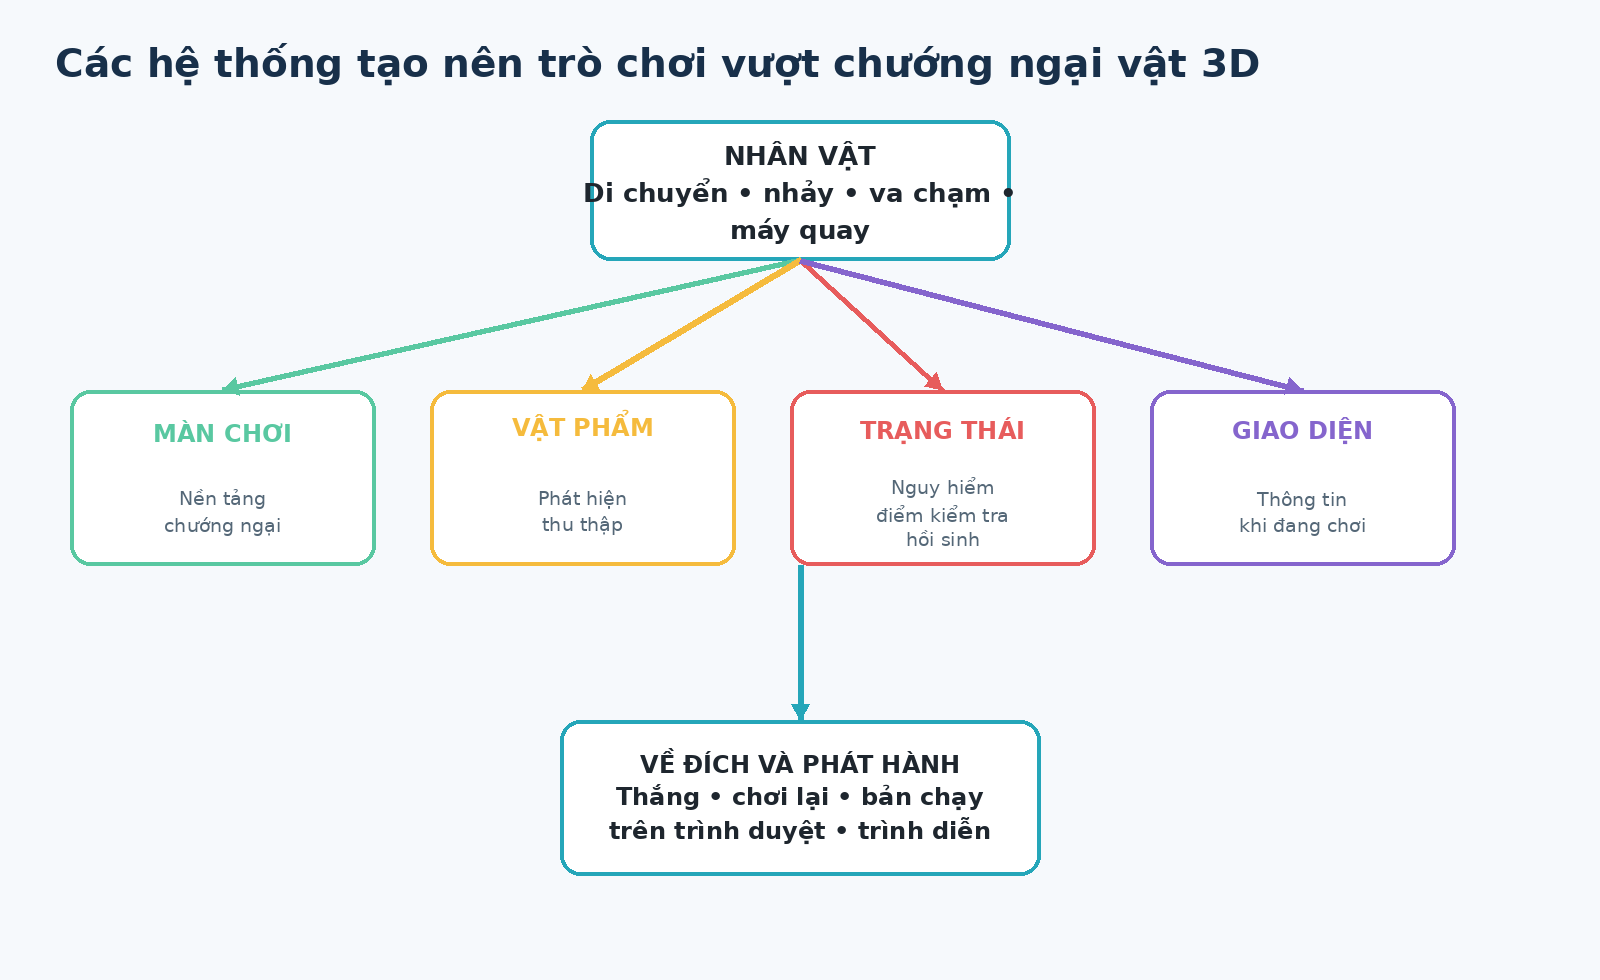 Các hệ thống tạo nên trò chơi vượt chướng ngại vật 3D
NHÂN VẬT
Di chuyển • nhảy • va chạm •
máy quay
MÀN CHƠI
Nền tảng
chướng ngại
VẬT PHẨM
Phát hiện
thu thập
TRẠNG THÁI
Nguy hiểm
điểm kiểm tra
hồi sinh
GIAO DIỆN
Thông tin
khi đang chơi
VỀ ĐÍCH VÀ PHÁT HÀNH
Thắng • chơi lại • bản chạy
trên trình duyệt • trình diễn